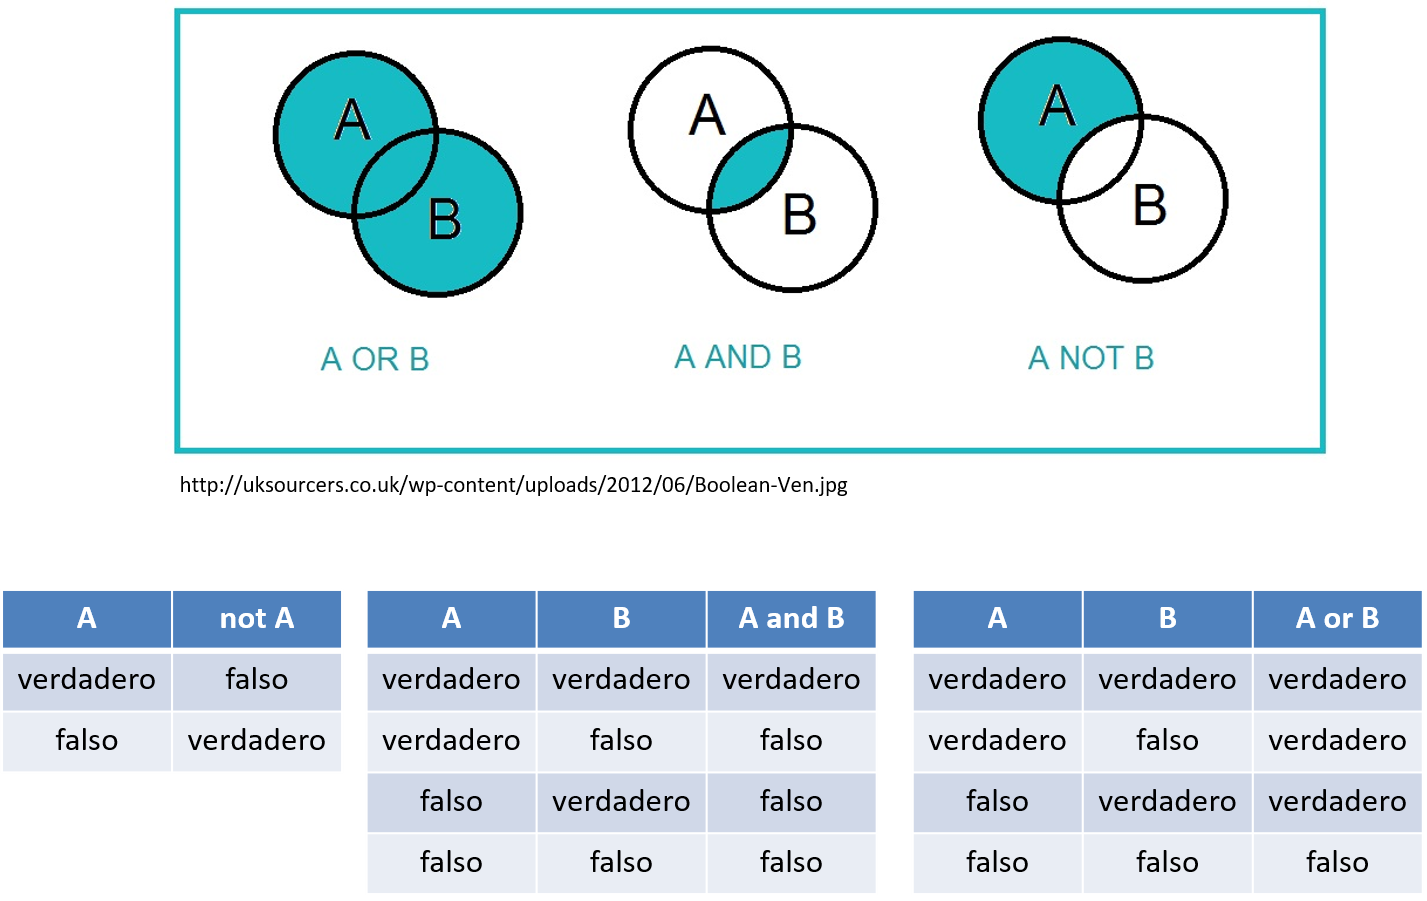 A
B
A OR B
A
B
A AND B
A
B
A NOT B
http://uksourcers.co.uk/wp-content/uploads/2012/06/Boolean-Ven.jpg
A not A
verdadero falso
falso verdadero
A B A and B
verdadero verdadero verdadero
verdadero falso falso
falso verdadero falso
falso falso falso
A B A or B
verdadero verdadero verdadero
verdadero falso verdadero
falso verdadero verdadero
falso falso falso